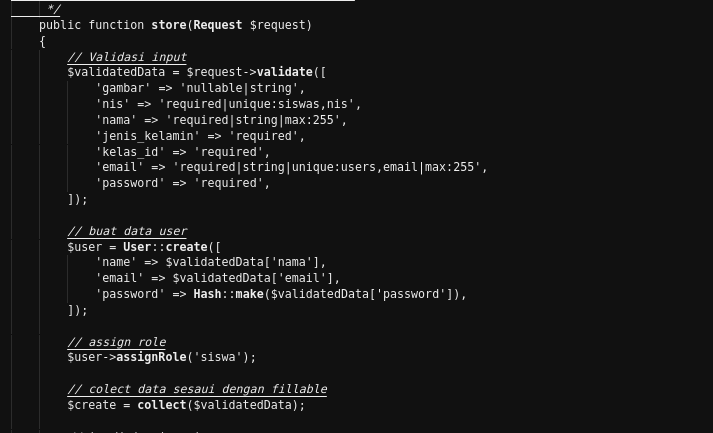 */
public function store(Request $request)
{
// Validasi input
$validatedData = $request->validate([
'gambar' => 'nullable|string',
'nis' => 'required|unique:siswas,nis',
'nama' => 'required|string|max:255',
'jenis_kelamin' => 'required',
'kelas_id' => 'required',
'email' => 'required|string|unique:users,email|max:255',
'password' => 'required',
]);
// buat data user
$user = User::create([
'name' => $validatedData['nama'],
'email' => $validatedData['email'],
'password' => Hash::make($validatedData['password']),
]);
// assign role
$user->assignRole('siswa');
// colect data sesaui dengan fillable
$create = collect($validatedData);